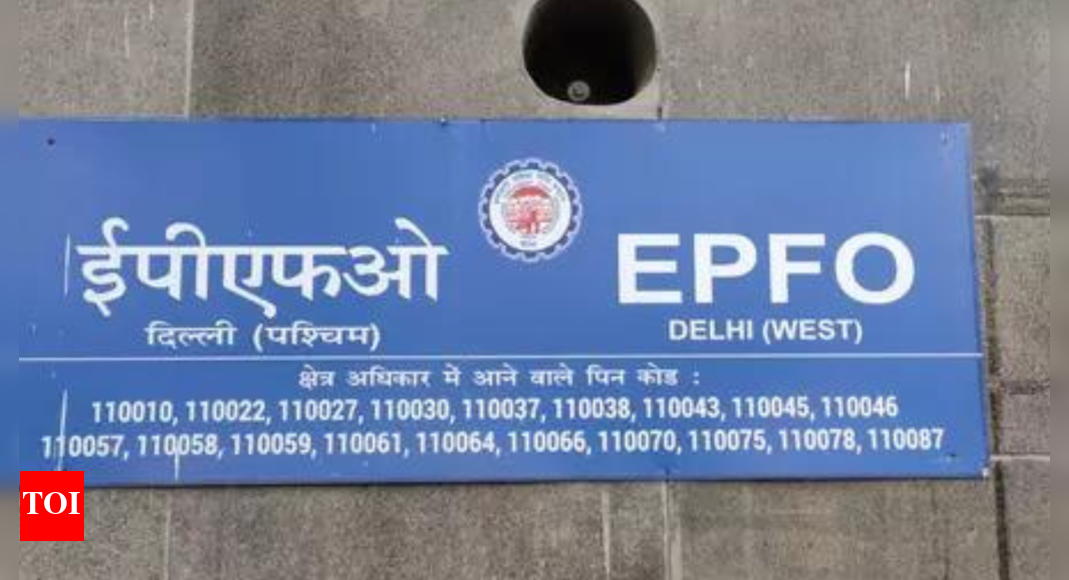 ईपीएफओ
EPFO
दिल्ली (पश्चिम)
DELHI (WEST)
क्षेत्र अधिकार में आने वाले पिन कोड :
110010, 110022, 110027, 110030, 110037, 110038, 110043, 110045, 110046
110057, 110058, 110059, 110061, 110064, 110066, 110070, 110075, 110078, 110087
TOI